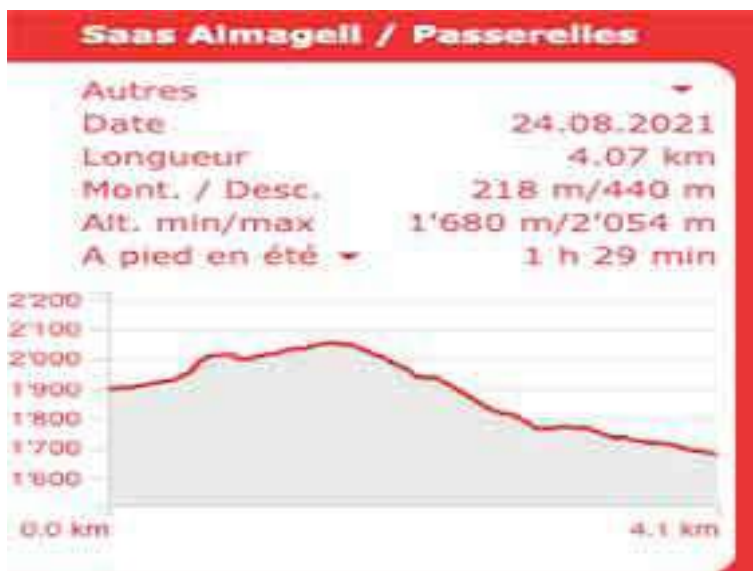 Saas Almagell / Passerelles
Autres
Date 24.08.2021
Longueur 4.07 km
Mont. / Desc. 218 m/440 m
Alt. min/max 1'680 m/2'054 m
A pied en été 1 h 29 min
2'200
2'100
2'000
1'900
1'800
1'700
1'600
0.0 km 4.1 km